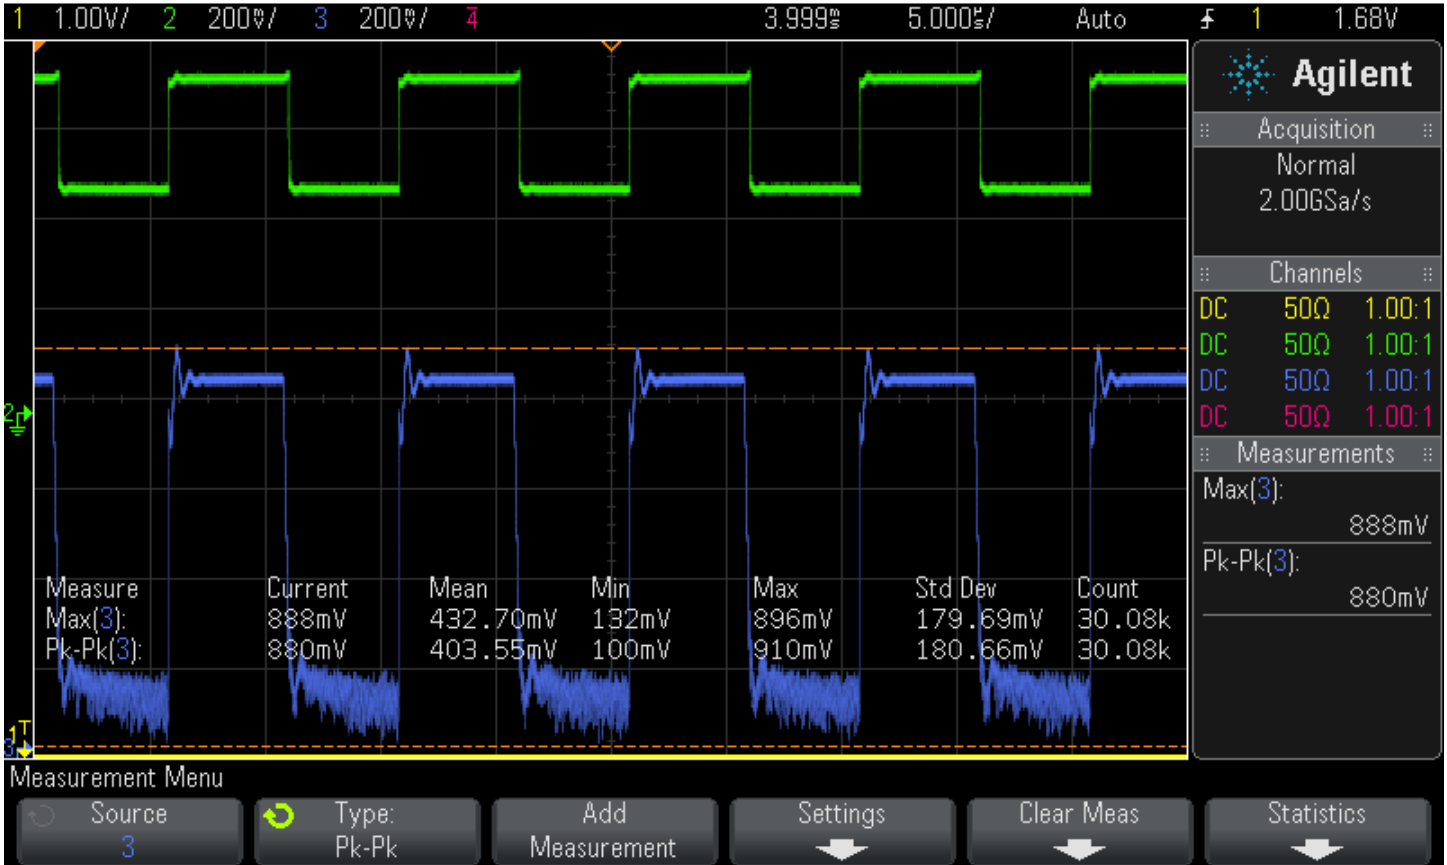 1 1.00V/ 2 200mV/ 3 200mV/ 4 3.999ms 5.000s/ Auto 1 1.68V
Agilent
Acquisition
Normal
2.00GSa/s
Channels
DC 50Ω 1.00:1
DC 50Ω 1.00:1
DC 50Ω 1.00:1
DC 50Ω 1.00:1
Measurements
Max(3):
888mV
Pk-Pk(3):
880mV
2
Measure Current Mean Min Max Std Dev Count
Max(3): 888mV 432.70mV 132mV 896mV 179.69mV 30.08k
Pk-Pk(3): 880mV 403.55mV 100mV 910mV 180.66mV 30.08k
1 T
3
Measurement Menu
Source
3
Type:
Pk-Pk
Add
Measurement
Settings
Clear Meas
Statistics